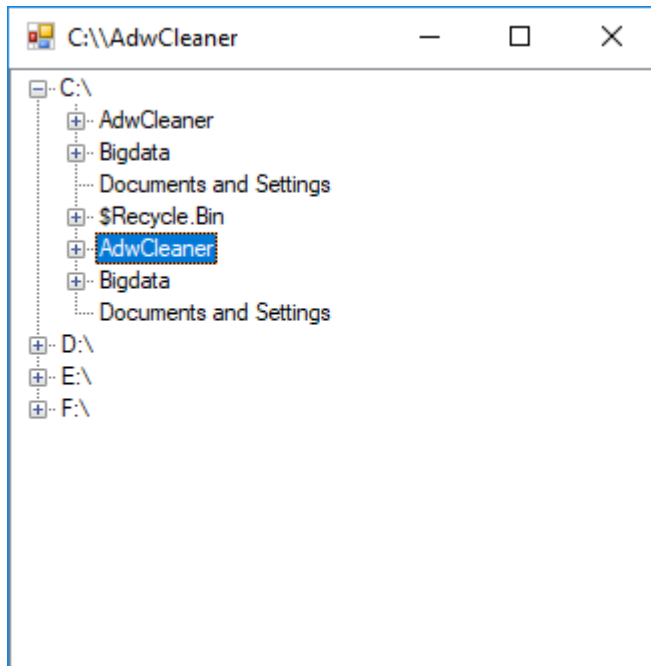 C:\\AdwCleaner
C:\
AdwCleaner
Bigdata
Documents and Settings
$Recycle.Bin
AdwCleaner
Bigdata
Documents and Settings
D:\
E:\
F:\